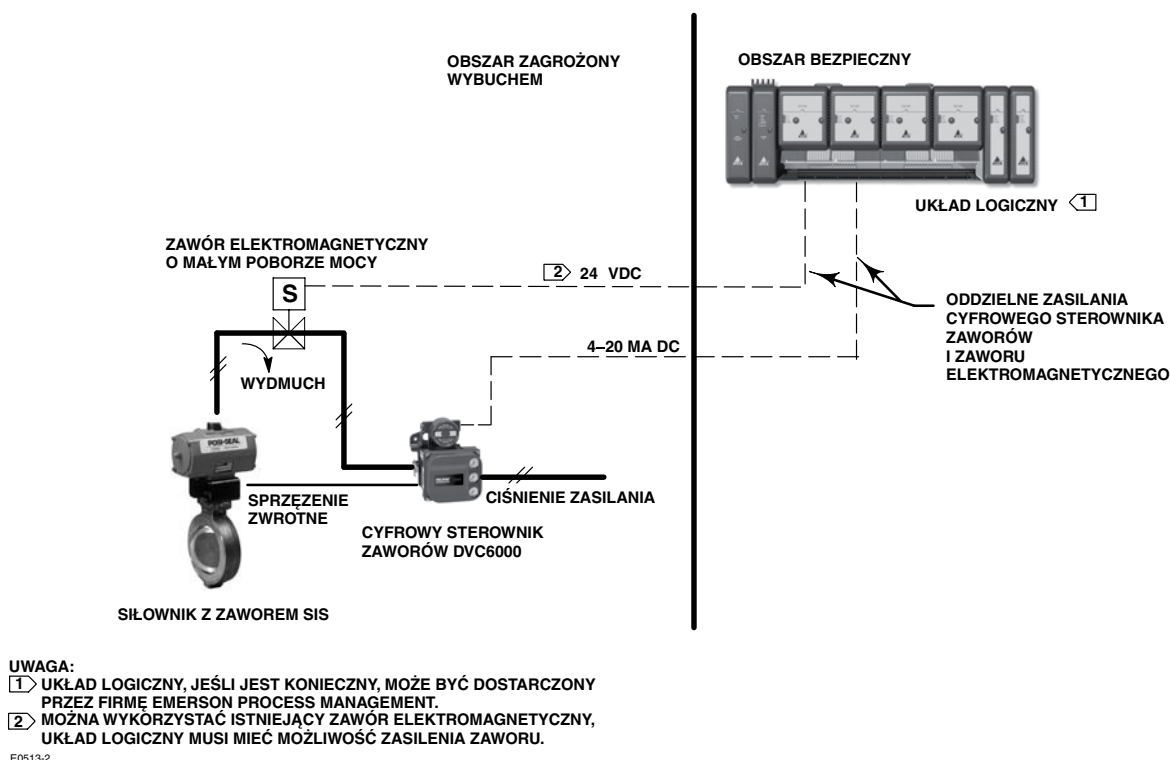 OBSZAR ZAGROŻONY
WYBUCHEM
OBSZAR BEZPIECZNY
UKŁAD LOGICZNY 1
ZAWÓR ELEKTROMAGNETYCZNY
O MAŁYM POBORZE MOCY
S
2 24 VDC
ODDZIELNE ZASILANIA
CYFROWEGO STEROWNIKA
ZAWORÓW
I ZAWORU
ELEKTROMAGNETYCZNEGO
4–20 MA DC
WYDMUCH
POSI-SEAL
SPRZĘŻENIE
ZWROTNE
CIŚNIENIE ZASILANIA
CYFROWY STEROWNIK
ZAWORÓW DVC6000
SIŁOWNIK Z ZAWOREM SIS
UWAGA:
1 UKŁAD LOGICZNY, JEŚLI JEST KONIECZNY, MOŻE BYĆ DOSTARCZONY
PRZEZ FIRMĘ EMERSON PROCESS MANAGEMENT.
2 MOŻNA WYKORZYSTAĆ ISTNIEJĄCY ZAWÓR ELEKTROMAGNETYCZNY,
UKŁAD LOGICZNY MUSI MIEĆ MOŻLIWOŚĆ ZASILENIA ZAWORU.
E0513-2